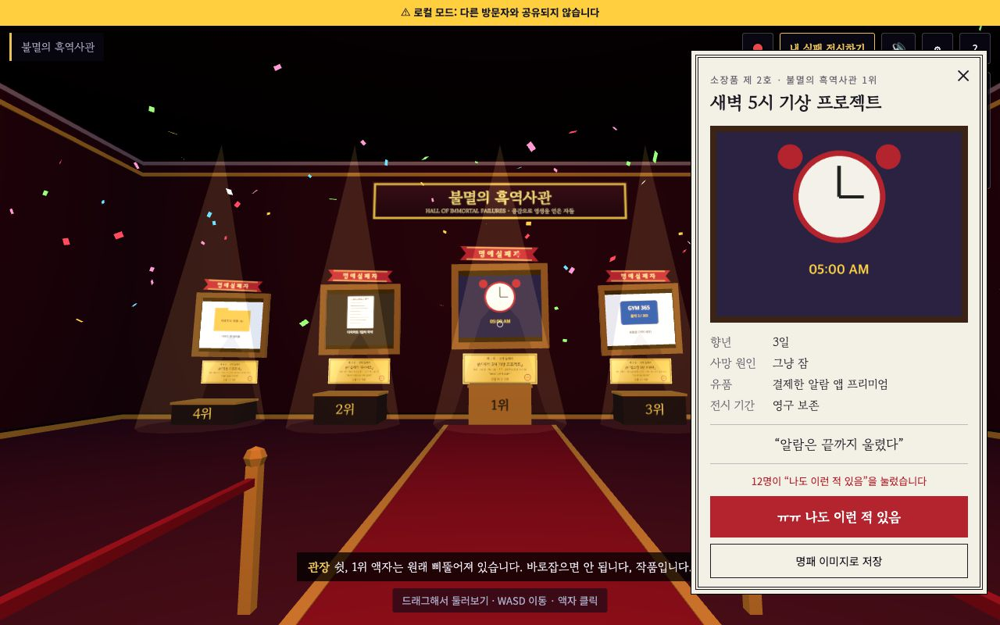 ⚠ 로컬 모드: 다른 방문자와 공유되지 않습니다
불멸의 흑역사관
내 실패 전시하기
?
불멸의 흑역사관
HALL OF IMMORTAL FAILURES · 공감으로 영생을 얻은 자들
명예실패자
4위
명예실패자
2위
명예실패자
05:00 AM
1위
명예실패자
GYM 365
3위
관장 쉿, 1위 액자는 원래 삐뚤어져 있습니다. 바로잡으면 안 됩니다, 작품입니다.
드래그해서 둘러보기 · WASD 이동 · 액자 클릭
소장품 제 2호 · 불멸의 흑역사관 1위
새벽 5시 기상 프로젝트
05:00 AM
향년 3일
사망 원인 그냥 잠
유품 결제한 알람 앱 프리미엄
전시 기간 영구 보존
“알람은 끝까지 울렸다”
12명이 “나도 이런 적 있음”을 눌렀습니다
ㅠㅠ 나도 이런 적 있음
명패 이미지로 저장